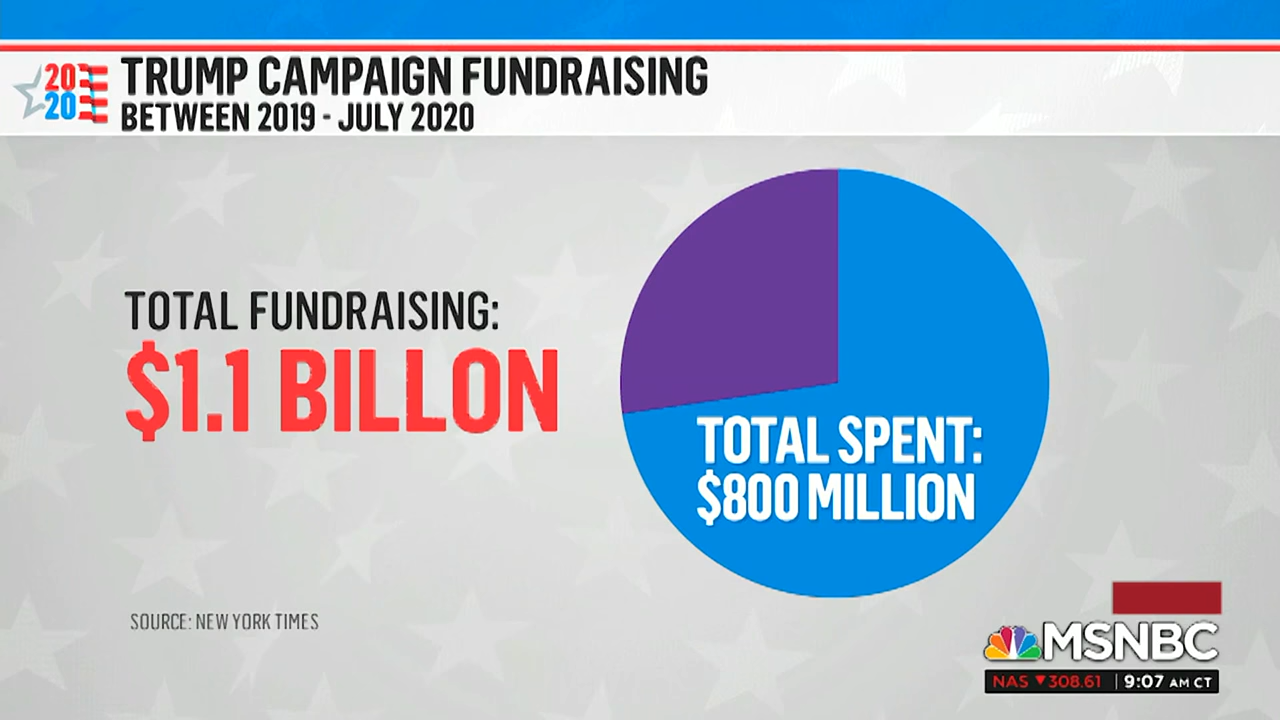 2020
TRUMP CAMPAIGN FUNDRAISING
BETWEEN 2019 - JULY 2020
TOTAL FUNDRAISING:
$1.1 BILLON
TOTAL SPENT:
$800 MILLION
SOURCE: NEW YORK TIMES
MSNBC
NAS ▼308.61 | 9:07 AM CT